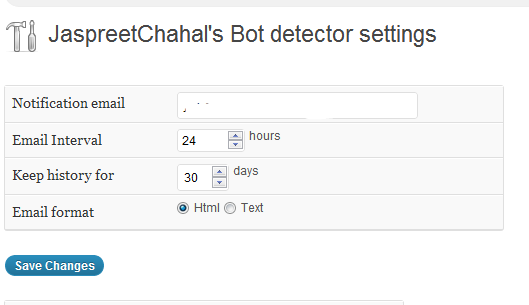 JaspreetChahal's Bot detector settings
Notification email
Email Interval 24 hours
Keep history for 30 days
Email format Html Text
Save Changes